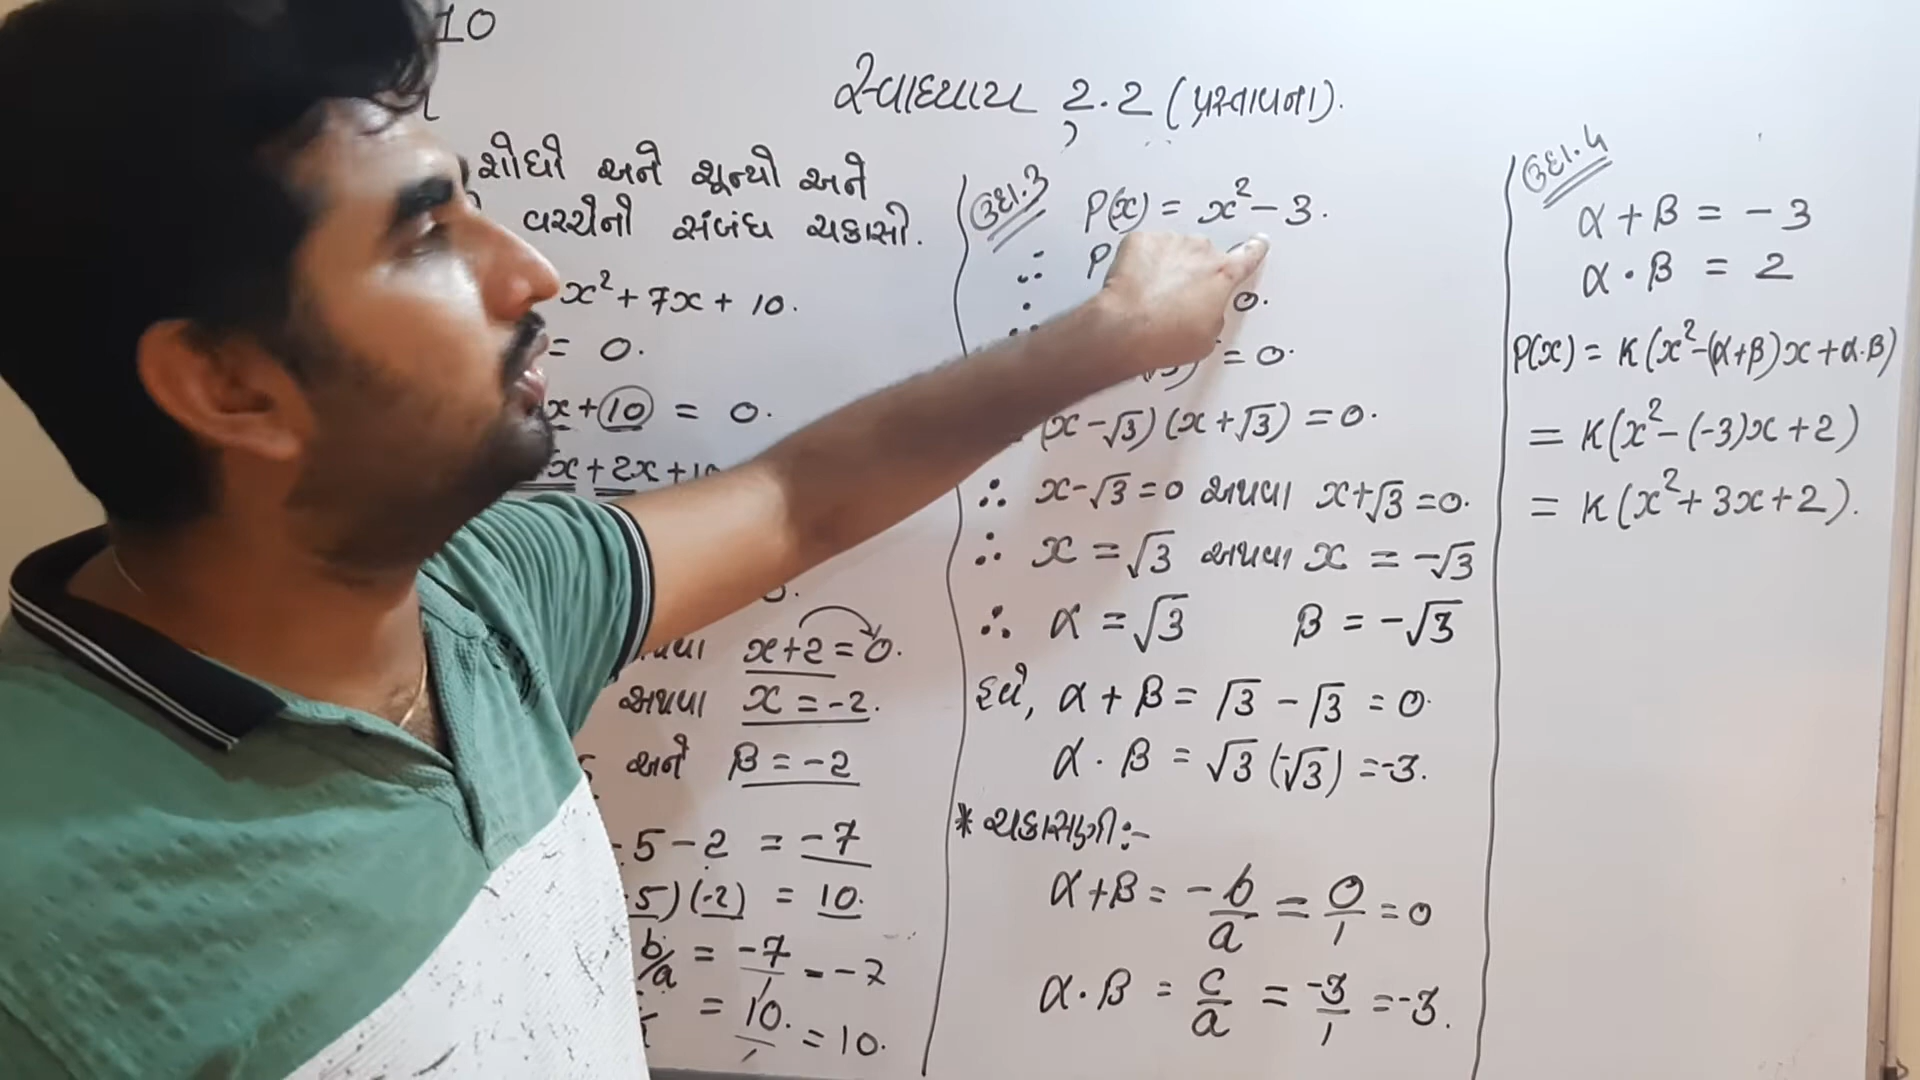 10
સ્વાધ્યાય 2.2 (પ્રસ્તાવના).
શોધો અને શૂન્યો અને
વચ્ચેનો સંબંધ ચકાસો.
x² + 7x + 10.
= 0.
x + 10 = 0.
5x + 2x + 10
0.
x + 2 = 0.
અથવા x = -2.
અને β = -2
5 - 2 = -7
5) (-2) = 10.
b/a = -7/1 = -7
= 10/1 = 10.
ઉદા.3 P(x) = x² - 3.
∴ P
0.
= 0.
(x - √3) (x + √3) = 0.
∴ x - √3 = 0 અથવા x + √3 = 0.
∴ x = √3 અથવા x = -√3
∴ α = √3 β = -√3
હવે, α + β = √3 - √3 = 0.
α . β = √3 (-√3) = -3.
* ચકાસણી :-
α + β = -b/a = 0/1 = 0
α . β = c/a = -3/1 = -3.
ઉદા.4
α + β = - 3
α . β = 2
P(x) = K (x² - (α + β) x + α . β)
= K (x² - (-3)x + 2)
= K (x² + 3x + 2).